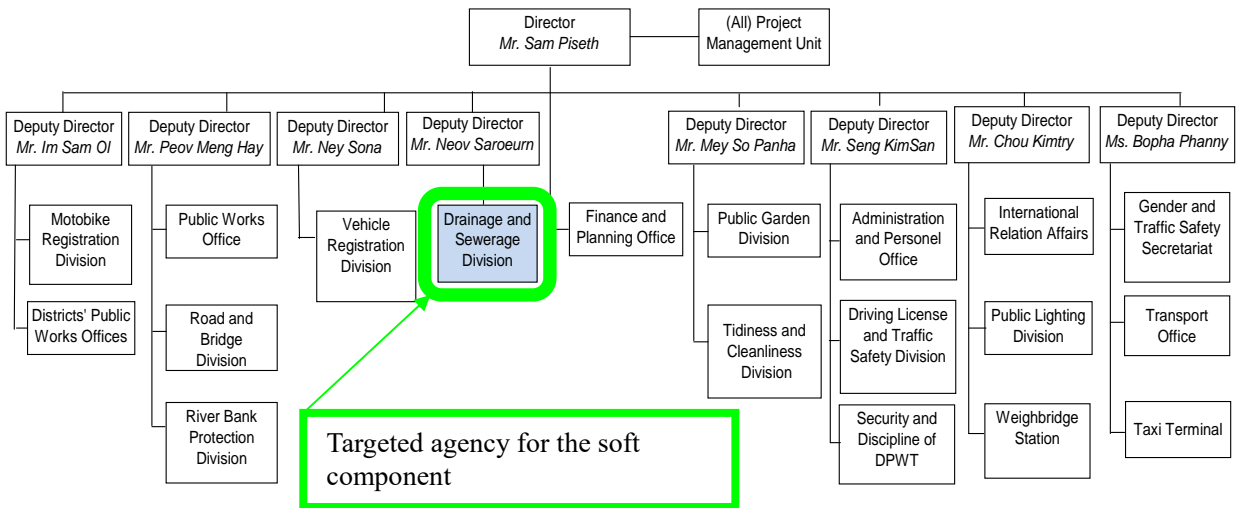 Director
Mr. Sam Piseth
(All) Project
Management Unit
Deputy Director
Mr. Im Sam Ol
Deputy Director
Mr. Peov Meng Hay
Deputy Director
Mr. Ney Sona
Deputy Director
Mr. Neov Saroeurn
Deputy Director
Mr. Mey So Panha
Deputy Director
Mr. Seng KimSan
Deputy Director
Mr. Chou Kimtry
Deputy Director
Ms. Bopha Phanny
Motobike
Registration
Division
Public Works
Office
Vehicle
Registration
Division
Drainage and
Sewerage
Division
Finance and
Planning Office
Public Garden
Division
Administration
and Personel
Office
International
Relation Affairs
Gender and
Traffic Safety
Secretariat
Districts' Public
Works Offices
Road and
Bridge
Division
Tidiness and
Cleanliness
Division
Driving License
and Traffic
Safety Division
Public Lighting
Division
Transport
Office
River Bank
Protection
Division
Targeted agency for the soft
component
Security and
Discipline of
DPWT
Weighbridge
Station
Taxi Terminal